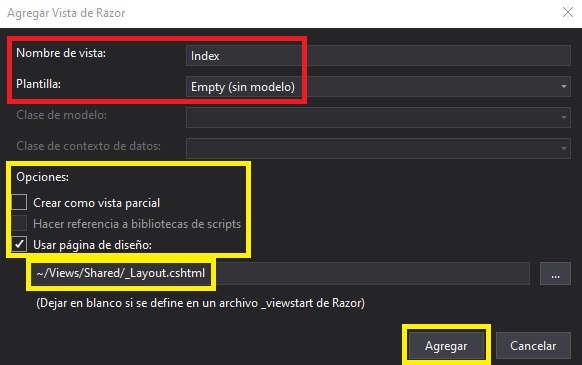 Agregar Vista de Razor
Nombre de vista: Index
Plantilla: Empty (sin modelo)
Clase de modelo:
Clase de contexto de datos:
Opciones:
Crear como vista parcial
Hacer referencia a bibliotecas de scripts
Usar página de diseño:
~/Views/Shared/_Layout.cshtml ...
(Dejar en blanco si se define en un archivo _viewstart de Razor)
Agregar Cancelar